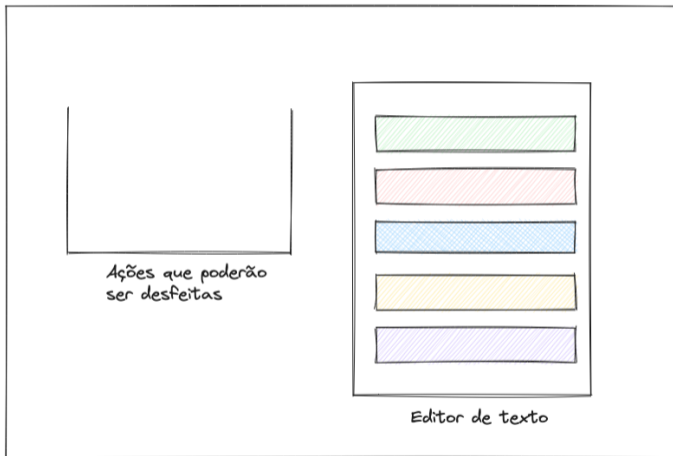 Ações que poderão
ser desfeitas
Editor de texto